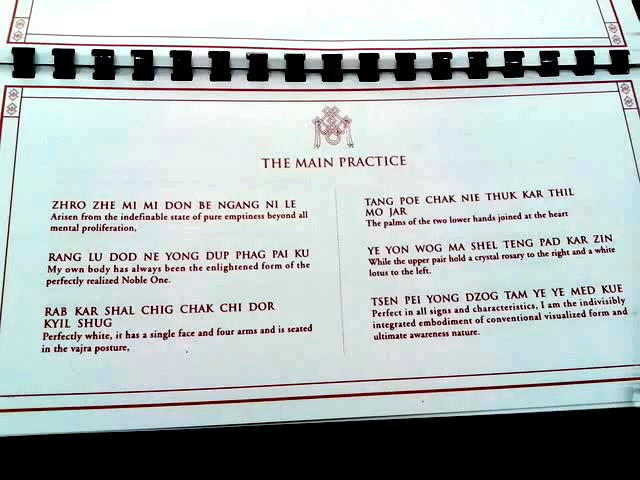 THE MAIN PRACTICE
ZHRO ZHE MI MI DON BE NGANG NI LE
Arisen from the indefinable state of pure emptiness beyond all
mental proliferation,
RANG LU DOD NE YONG DUP PHAG PAI KU
My own body has always been the enlightened form of the
perfectly realized Noble One.
RAB KAR SHAL CHIG CHAK CHI DOR
KYIL SHUG
Perfectly white, it has a single face and four arms and is seated
in the vajra posture,
TANG POE CHAK NIE THUK KAR THIL
MO JAR
The palms of the two lower hands joined at the heart
YE YON WOG MA SHEL TENG PAD KAR ZIN
While the upper pair hold a crystal rosary to the right and a white
lotus to the left.
TSEN PEI YONG DZOG TAM YE YE MED KUE
Perfect in all signs and characteristics, I am the indivisibly
integrated embodiment of conventional visualized form and
ultimate awareness nature.